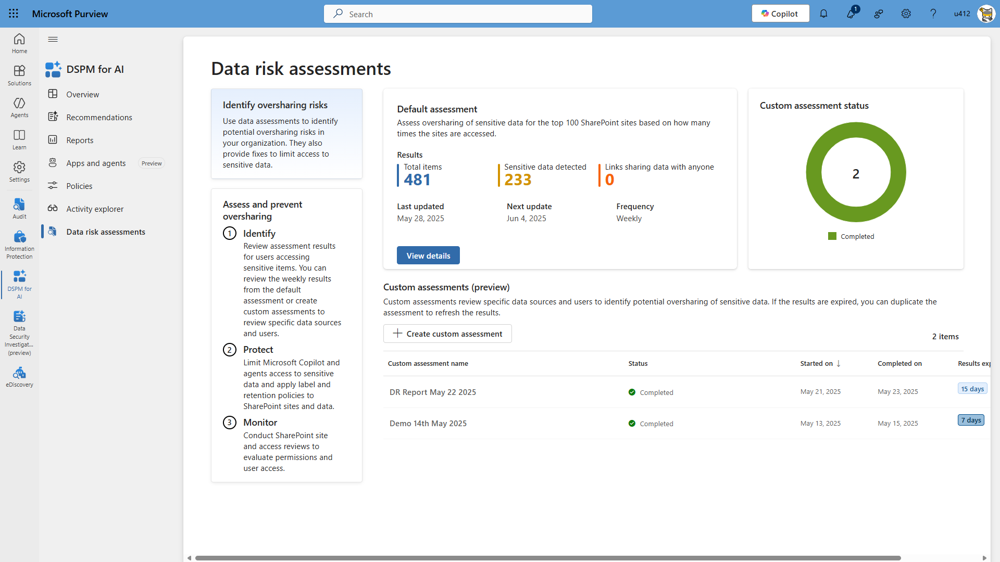 Microsoft Purview
Search
Copilot
1
u412
Home
Solutions
Agents
Learn
Settings
Audit
Information
Protection
DSPM for
AI
Data
Security
Investigat...
(preview)
eDiscovery
DSPM for AI
Overview
Recommendations
Reports
Apps and agents Preview
Policies
Activity explorer
Data risk assessments
Data risk assessments
Identify oversharing risks
Use data assessments to identify
potential oversharing risks in
your organization. They also
provide fixes to limit access to
sensitive data.
Assess and prevent
oversharing
1 Identify
Review assessment results
for users accessing
sensitive items. You can
review the weekly results
from the default
assessment or create
custom assessments to
review specific data sources
and users.
2 Protect
Limit Microsoft Copilot and
agents access to sensitive
data and apply label and
retention policies to
SharePoint sites and data.
3 Monitor
Conduct SharePoint site
and access reviews to
evaluate permissions and
user access.
Default assessment
Assess oversharing of sensitive data for the top 100 SharePoint sites based on how many
times the sites are accessed.
Results
Total items
481
Sensitive data detected
233
Links sharing data with anyone
0
Last updated
May 28, 2025
Next update
Jun 4, 2025
Frequency
Weekly
View details
Custom assessment status
2
Completed
Custom assessments (preview)
Custom assessments review specific data sources and users to identify potential oversharing of sensitive data. If the results are expired, you can duplicate the
assessment to refresh the results.
Create custom assessment
2 items
Custom assessment name Status Started on Completed on Results exp
DR Report May 22 2025 Completed May 21, 2025 May 23, 2025 15 days
Demo 14th May 2025 Completed May 13, 2025 May 15, 2025 7 days